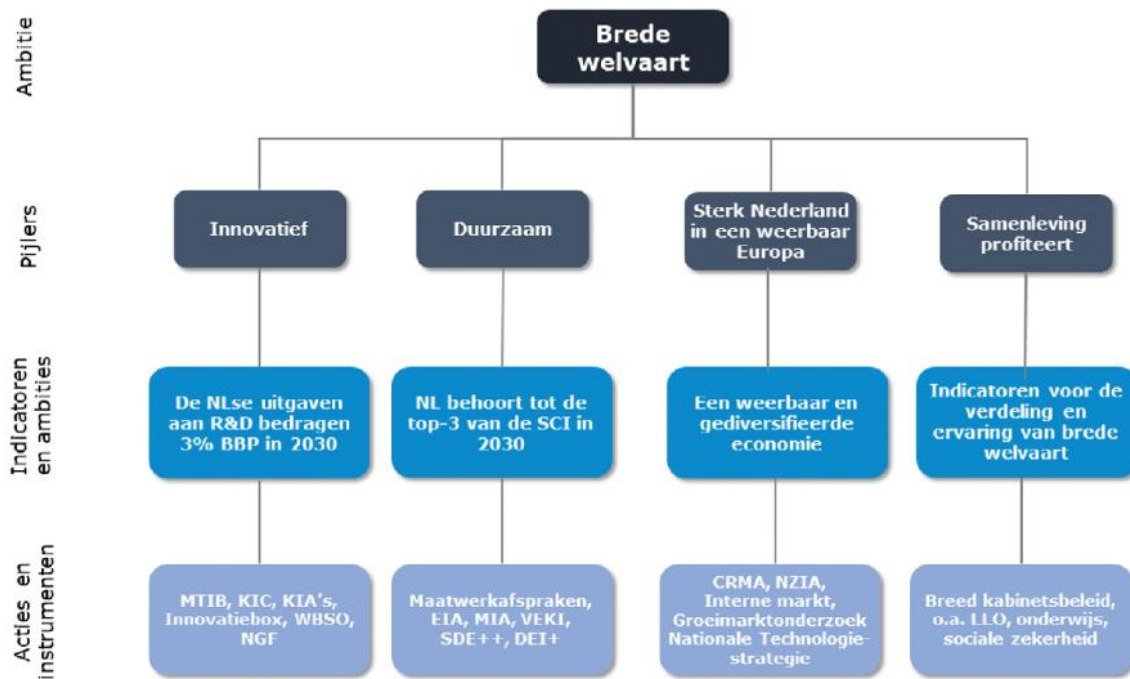 Ambitie
Brede
welvaart
Pijlers
Innovatief
Duurzaam
Sterk Nederland
in een weerbaar
Europa
Samenleving
profiteert
Indicatoren
en ambities
De NLse uitgaven
aan R&D bedragen
3% BBP in 2030
NL behoort tot de
top-3 van de SCI in
2030
Een weerbaar en
gediversifieerde
economie
Indicatoren voor de
verdeling en
ervaring van brede
welvaart
Acties en
instrumenten
MTIB, KIC, KIA's,
Innovatiebox, WBSO,
NGF
Maatwerkafspraken,
EIA, MIA, VEKI,
SDE++, DEI+
CRMA, NZIA,
Interne markt,
Groeimarktonderzoek
Nationale Technologie-
strategie
Breed kabinetsbeleid,
o.a. LLO, onderwijs,
sociale zekerheid